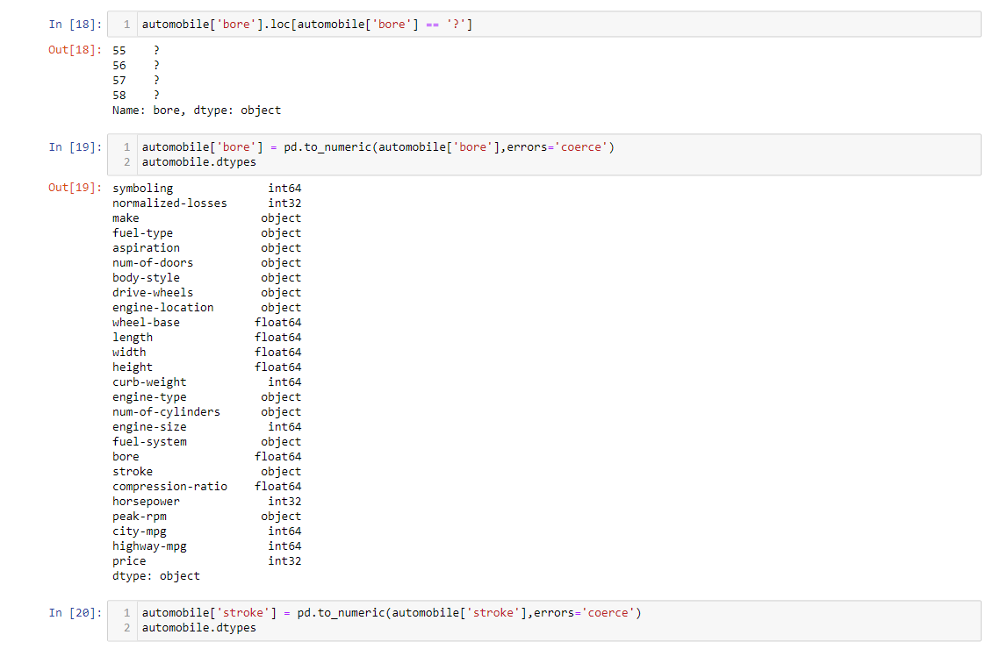 In [18]: 1 automobile['bore'].loc[automobile['bore'] == '?']
Out[18]: 55 ?
56 ?
57 ?
58 ?
Name: bore, dtype: object
In [19]: 1 automobile['bore'] = pd.to_numeric(automobile['bore'],errors='coerce')
2 automobile.dtypes
Out[19]: symboling int64
normalized-losses int32
make object
fuel-type object
aspiration object
num-of-doors object
body-style object
drive-wheels object
engine-location object
wheel-base float64
length float64
width float64
height float64
curb-weight int64
engine-type object
num-of-cylinders object
engine-size int64
fuel-system object
bore float64
stroke object
compression-ratio float64
horsepower int32
peak-rpm object
city-mpg int64
highway-mpg int64
price int32
dtype: object
In [20]: 1 automobile['stroke'] = pd.to_numeric(automobile['stroke'],errors='coerce')
2 automobile.dtypes